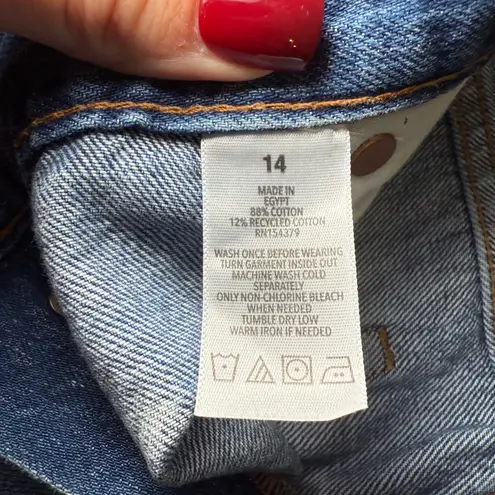 14
MADE IN
EGYPT
88% COTTON
12% RECYCLED COTTON
RN154379
WASH ONCE BEFORE WEARING
TURN GARMENT INSIDE OUT
MACHINE WASH COLD
SEPARATELY
ONLY NON-CHLORINE BLEACH
WHEN NEEDED
TUMBLE DRY LOW
WARM IRON IF NEEDED